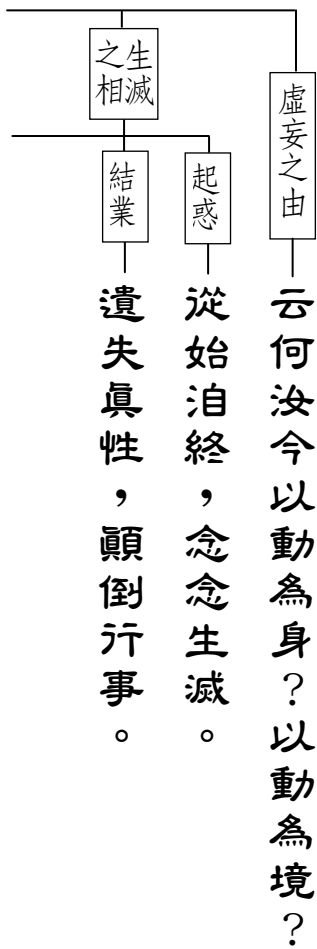 虛妄之由
云何汝今以動為身？以動為境？
生滅之相
起惑
從始洎終，念念生滅。
結業
遺失真性，顛倒行事。